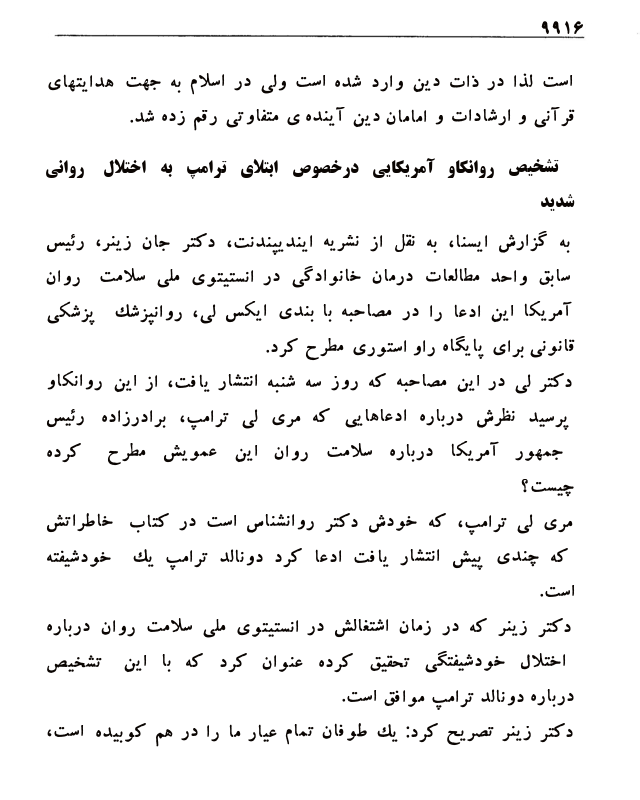 ۹۹۱۶
است لذا در ذات دین وارد شده است ولی در اسلام به جهت هدایتهای
قرآنی و ارشادات و امامان دین آینده ی متفاوتی رقم زده شد.
تشخیص روانکاو آمریکایی درخصوص ابتلای ترامپ به اختلال روانی
شدید
به گزارش ایسنا، به نقل از نشریه ایندیپندنت، دکتر جان زینر، رئیس
سابق واحد مطالعات درمان خانوادگی در انستیتوی ملی سلامت روان
آمریکا این ادعا را در مصاحبه با بندی ایکس لی، روانپزشك پزشکی
قانونی برای پایگاه راو استوری مطرح کرد.
دکتر لی در این مصاحبه که روز سه شنبه انتشار یافت، از این روانکاو
پرسید نظرش درباره ادعاهایی که مری لی ترامپ، برادرزاده رئیس
جمهور آمریکا درباره سلامت روان این عمویش مطرح کرده
چیست؟
مری لی ترامپ، که خودش دکتر روانشناس است در کتاب خاطراتش
که چندی پیش انتشار یافت ادعا کرد دونالد ترامپ یك خودشیفته
است.
دکتر زینر که در زمان اشتغالش در انستیتوی ملی سلامت روان درباره
اختلال خودشیفتگی تحقیق کرده عنوان کرد که با این تشخیص
درباره دونالد ترامپ موافق است.
دکتر زینر تصریح کرد: یك طوفان تمام عیار ما را در هم کوبیده است،